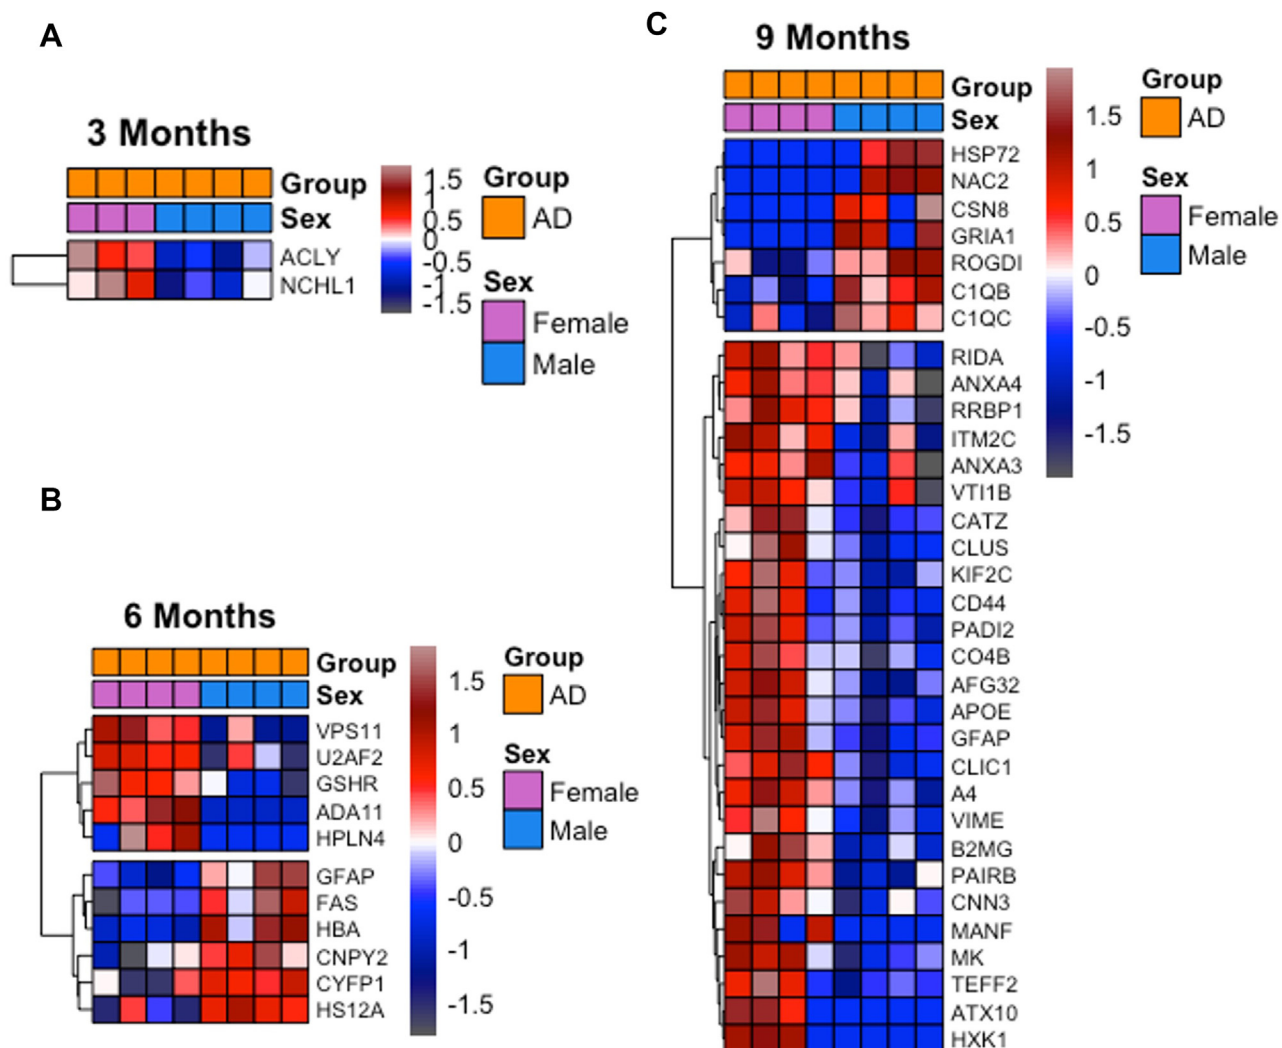 A
3 Months
Group
Sex
ACLY
NCHL1
1.5
1
0.5
0
-0.5
-1
-1.5
Group
AD
Sex
Female
Male
B
6 Months
Group
Sex
VPS11
U2AF2
GSHR
ADA11
HPLN4
GFAP
FAS
HBA
CNPY2
CYFP1
HS12A
1.5
1
0.5
0
-0.5
-1
-1.5
Group
AD
Sex
Female
Male
C
9 Months
Group
Sex
HSP72
NAC2
CSN8
GRIA1
ROGDI
C1QB
C1QC
RIDA
ANXA4
RRBP1
ITM2C
ANXA3
VTI1B
CATZ
CLUS
KIF2C
CD44
PADI2
CO4B
AFG32
APOE
GFAP
CLIC1
A4
VIME
B2MG
PAIRB
CNN3
MANF
MK
TEFF2
ATX10
HXK1
1.5
1
0.5
0
-0.5
-1
-1.5
Group
AD
Sex
Female
Male